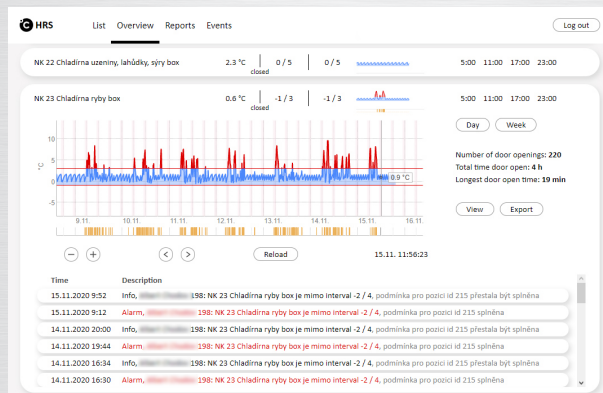 HRS List Overview Reports Events Log out
NK 22 Chladírna uzeniny, lahůdky, sýry box 2.3 °C closed 0 / 5 0 / 5 5:00 11:00 17:00 23:00
NK 23 Chladírna ryby box 0.6 °C closed -1 / 3 -1 / 3 5:00 11:00 17:00 23:00
Day Week
10
5
0
-5
°C
0.9 °C
9.11. 10.11. 11.11. 12.11. 13.11. 14.11. 15.11. 16.11.
Number of door openings: 220
Total time door open: 4 h
Longest door open time: 19 min
View Export
Reload 15.11. 11:56:23
Time Description
15.11.2020 9:52 Info, 198: NK 23 Chladírna ryby box je mimo interval -2 / 4, podmínka pro pozici id 215 přestala být splněna
15.11.2020 9:12 Alarm, 198: NK 23 Chladírna ryby box je mimo interval -2 / 4, podmínka pro pozici id 215 splněna
14.11.2020 20:00 Info, 198: NK 23 Chladírna ryby box je mimo interval -2 / 4, podmínka pro pozici id 215 přestala být splněna
14.11.2020 19:44 Alarm, 198: NK 23 Chladírna ryby box je mimo interval -2 / 4, podmínka pro pozici id 215 splněna
14.11.2020 16:34 Info, 198: NK 23 Chladírna ryby box je mimo interval -2 / 4, podmínka pro pozici id 215 přestala být splněna
14.11.2020 16:30 Alarm, 198: NK 23 Chladírna ryby box je mimo interval -2 / 4, podmínka pro pozici id 215 splněna